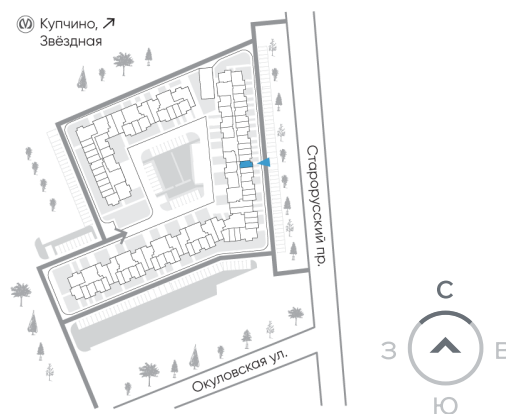 Купчино, ↗
Звёздная
Старорусский пр.
Окуловская ул.
С
З
В
Ю